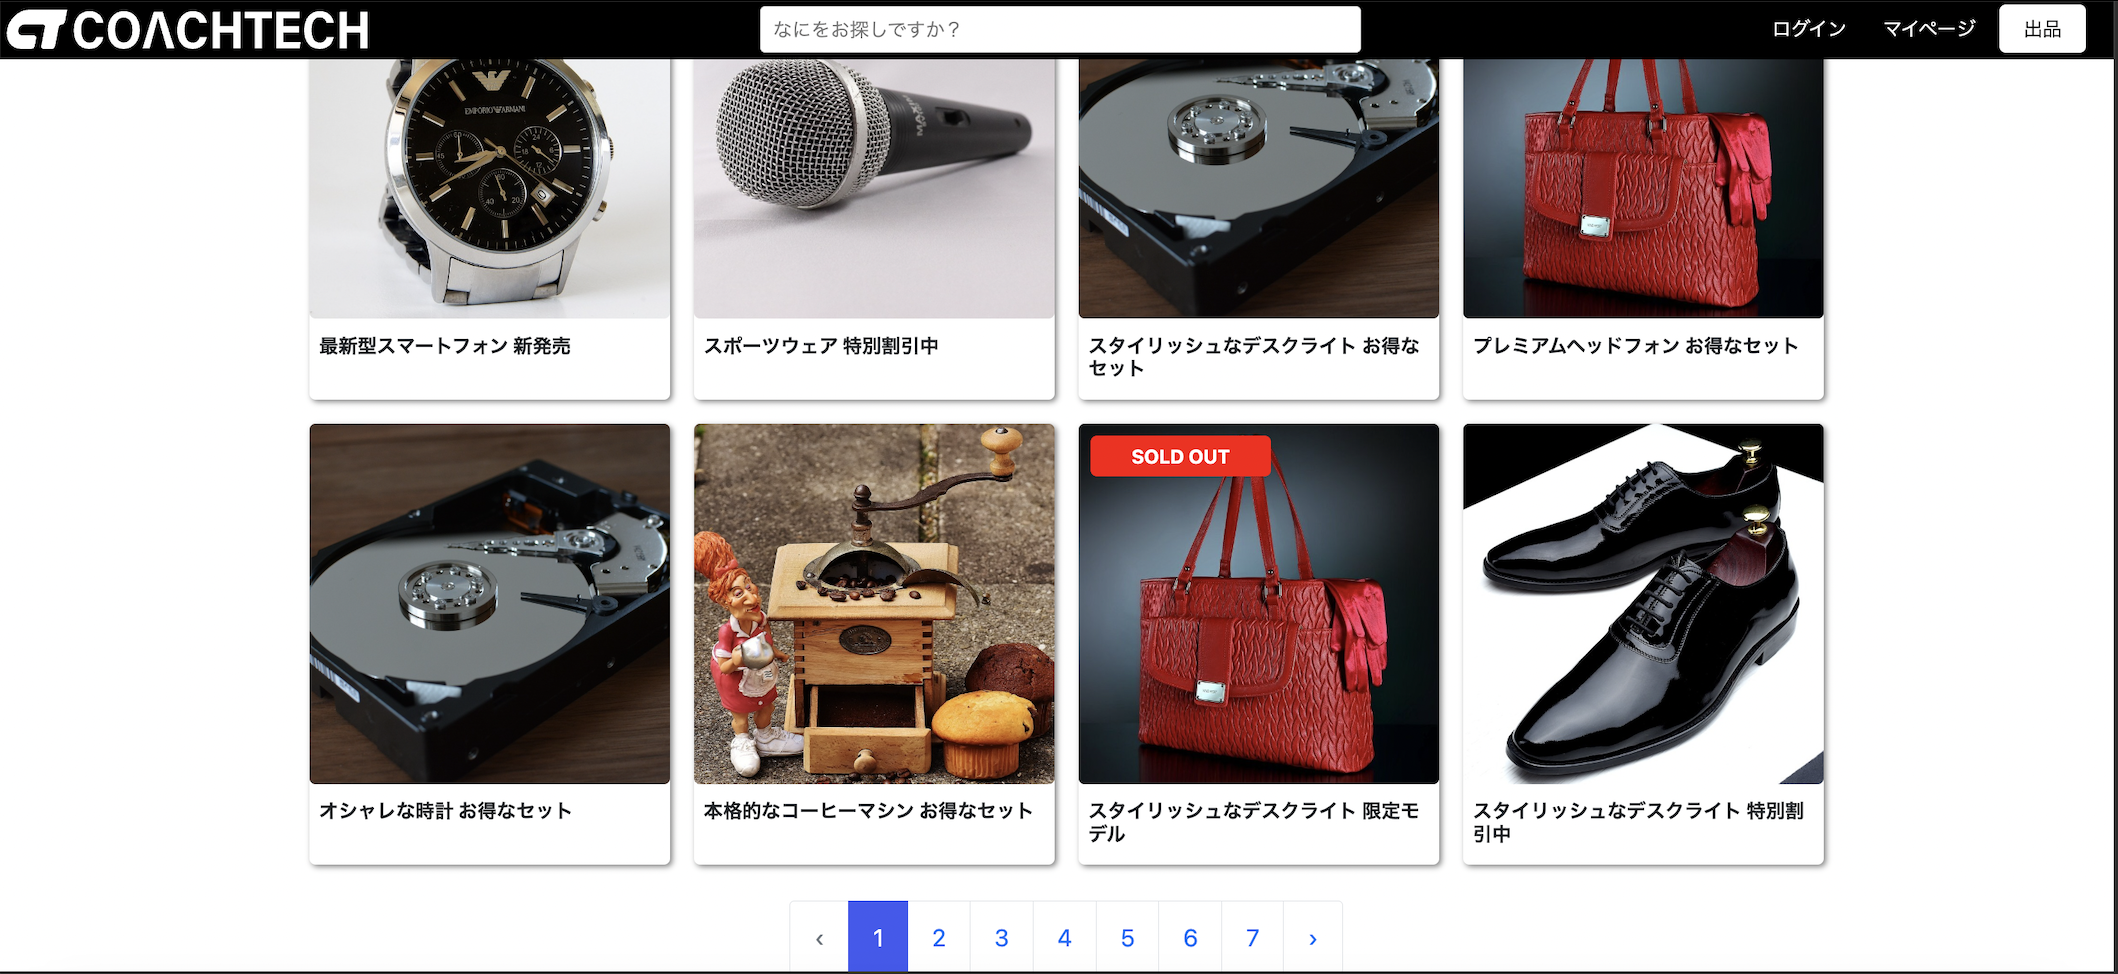 COACHTECH
なにをお探しですか？
ログイン
マイページ
出品
EMPORIO ARMANI
最新型スマートフォン 新発売
スポーツウェア 特別割引中
スタイリッシュなデスクライト お得な
セット
プレミアムヘッドフォン お得なセット
SOLD OUT
オシャレな時計 お得なセット
本格的なコーヒーマシン お得なセット
スタイリッシュなデスクライト 限定モ
デル
スタイリッシュなデスクライト 特別割
引中
‹ 1 2 3 4 5 6 7 ›